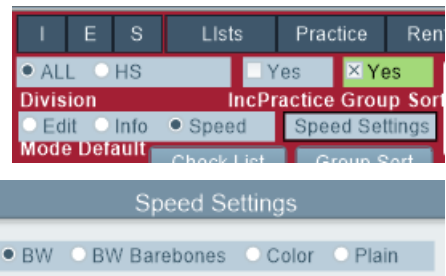 I E S LIsts Practice Ren
ALL HS Yes Yes
Division IncPractice Group Sort
Edit Info Speed Speed Settings
Mode Default Check List Group Sort
Speed Settings
BW BW Barebones Color Plain